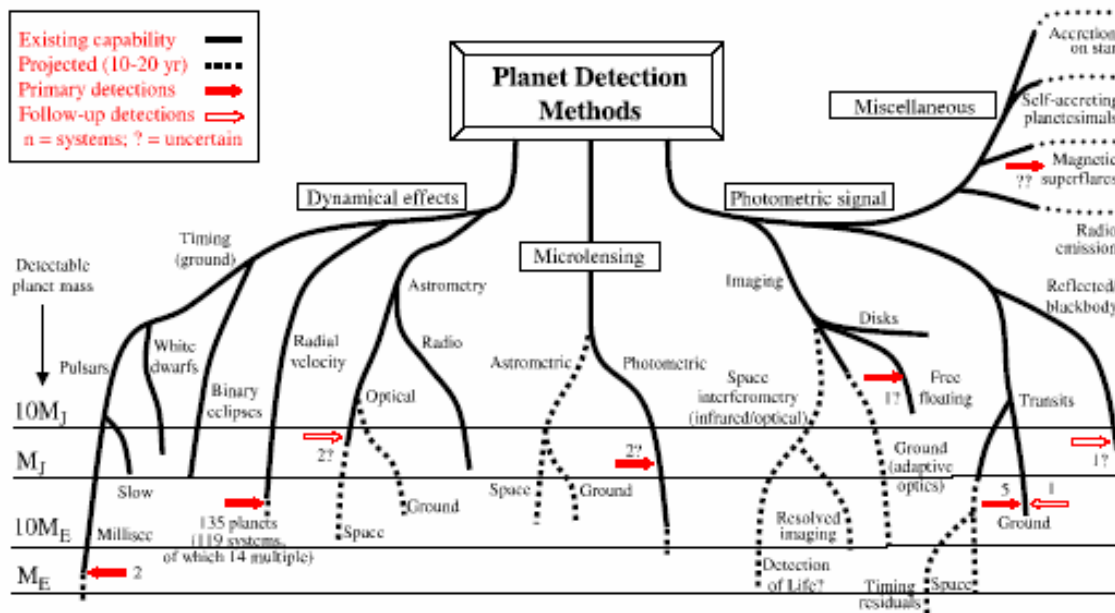 Existing capability
Projected (10-20 yr)
Primary detections
Follow-up detections
n = systems; ? = uncertain
Planet Detection
Methods
Miscellaneous
Accretion
on star
Self-accreting
planetesimals
Magnetic
superflares
??
Radio
emission
Dynamical effects
Photometric signal
Microlensing
Timing
(ground)
Detectable
planet mass
Astrometry
Imaging
Reflected/
blackbody
Disks
White
dwarfs
Pulsars
Radial
velocity
Radio
Astrometric
Photometric
Binary
eclipses
Optical
Space
interferometry
(infrared/optical)
1?
Free
floating
Transits
10MJ
2?
2?
Ground
(adaptive
optics)
1?
MJ
Slow
Space
Ground
Ground
5
1
Ground
135 planets
(119 systems,
of which 14 multiple)
Space
Resolved
imaging
10ME
Millisec
Detection
of Life?
Timing
residuals
Space
ME
2